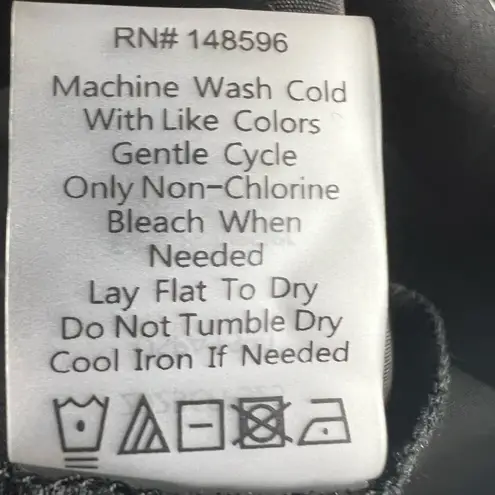 RN# 148596
Machine Wash Cold
With Like Colors
Gentle Cycle
Only Non-Chlorine
Bleach When
Needed
Lay Flat To Dry
Do Not Tumble Dry
Cool Iron If Needed